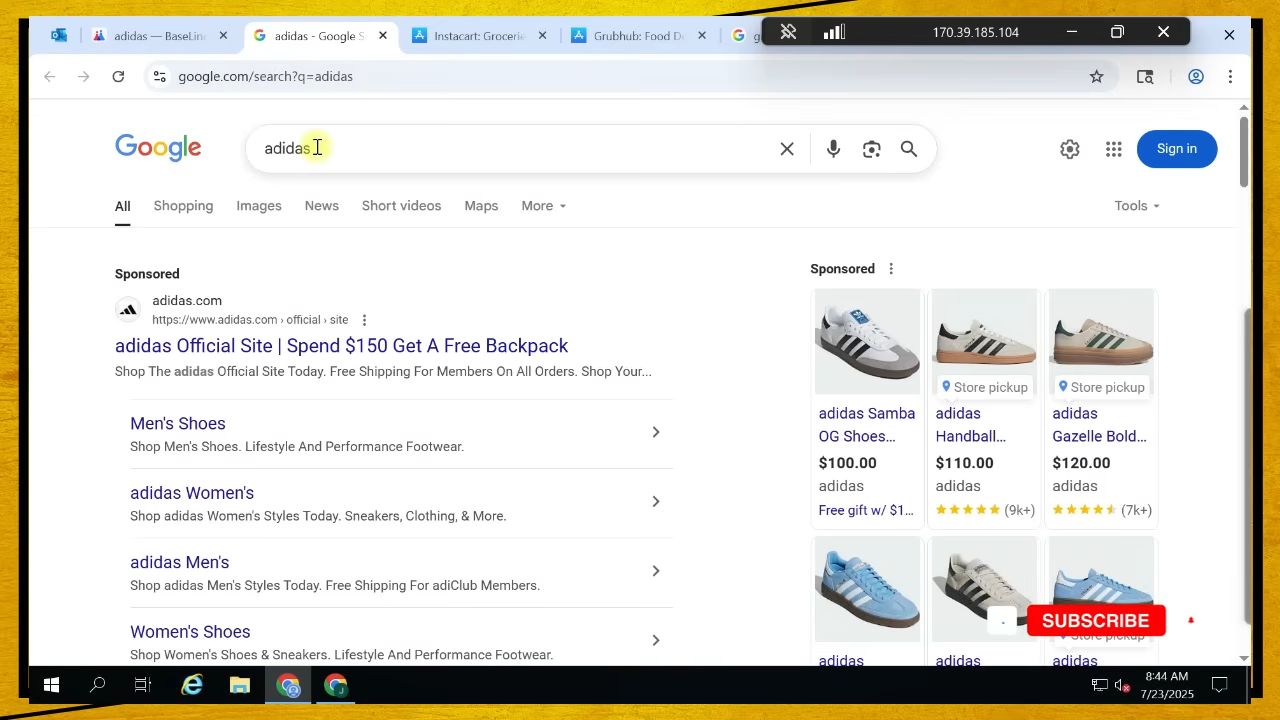 adidas — BaseLin
adidas - Google S
Instacart: Grocerie
Grubhub: Food D
170.39.185.104
google.com/search?q=adidas
Google
adidas
Sign in
All
Shopping
Images
News
Short videos
Maps
More
Tools
Sponsored
adidas.com
https://www.adidas.com › official › site
adidas Official Site | Spend $150 Get A Free Backpack
Shop The adidas Official Site Today. Free Shipping For Members On All Orders. Shop Your...
Men's Shoes
Shop Men's Shoes. Lifestyle And Performance Footwear.
adidas Women's
Shop adidas Women's Styles Today. Sneakers, Clothing, & More.
adidas Men's
Shop adidas Men's Styles Today. Free Shipping For adiClub Members.
Women's Shoes
Shop Women's Shoes & Sneakers. Lifestyle And Performance Footwear.
Sponsored
adidas Samba
OG Shoes...
$100.00
adidas
Free gift w/ $1...
Store pickup
adidas
Handball...
$110.00
adidas
(9k+)
Store pickup
adidas
Gazelle Bold...
$120.00
adidas
(7k+)
Store pickup
adidas
adidas
adidas
SUBSCRIBE
8:44 AM
7/23/2025